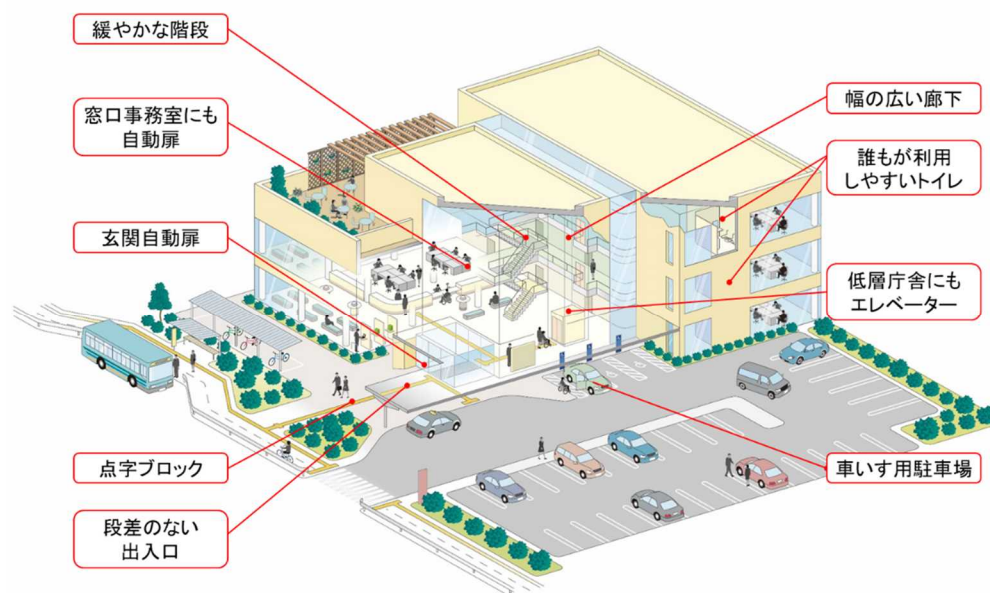 緩やかな階段
窓口事務室にも
自動扉
玄関自動扉
点字ブロック
段差のない
出入口
幅の広い廊下
誰もが利用
しやすいトイレ
低層庁舎にも
エレベーター
車いす用駐車場